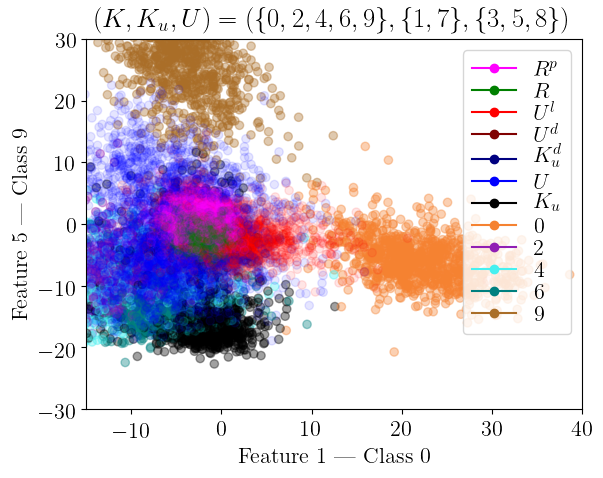 (K, K_u, U) = ({0, 2, 4, 6, 9}, {1, 7}, {3, 5, 8})
30
20
10
0
−10
−20
−30
Feature 5 — Class 9
R^p
R
U^l
U^d
K_u^d
U
K_u
0
2
4
6
9
−10
0
10
20
30
40
Feature 1 — Class 0